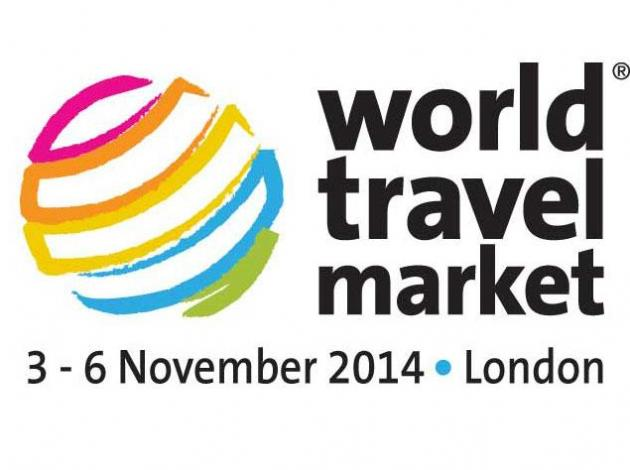 world®
travel
market
3 - 6 November 2014 • London